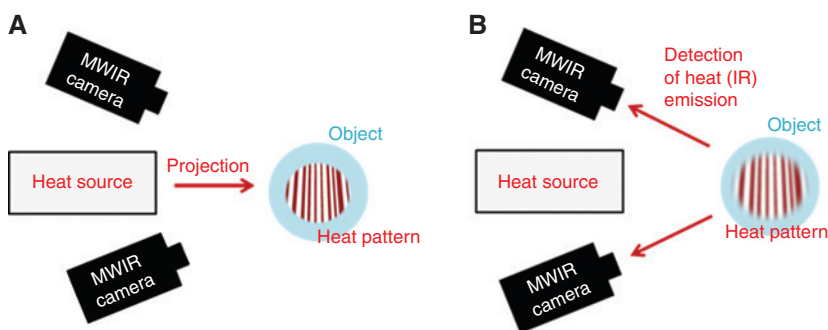 A
MWIR
camera
Heat source
Projection
Object
Heat pattern
MWIR
camera
B
MWIR
camera
Detection
of heat (IR)
emission
Heat source
Object
Heat pattern
MWIR
camera